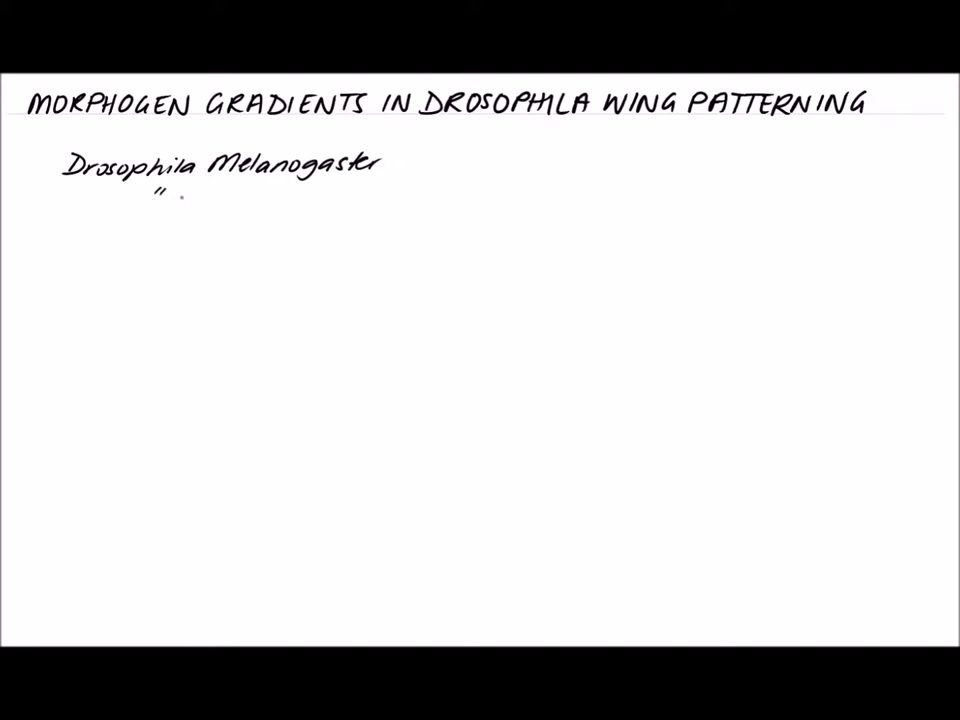 MORPHOGEN GRADIENTS IN DROSOPHILA WING PATTERNING
Drosophila Melanogaster
"